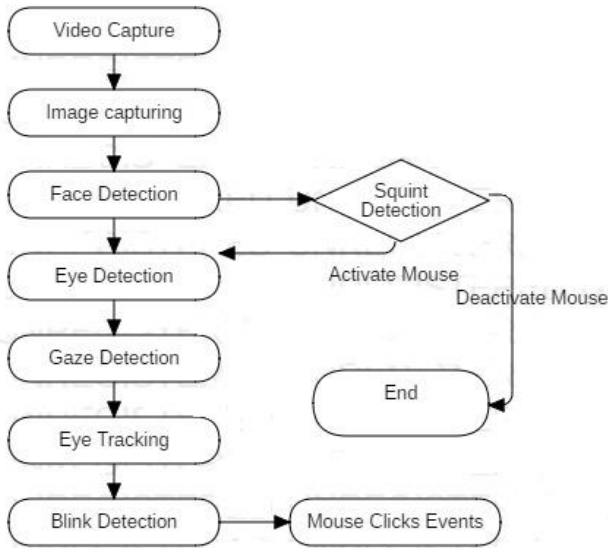 Video Capture
Image capturing
Face Detection
Squint
Detection
Eye Detection
Activate Mouse
Deactivate Mouse
Gaze Detection
End
Eye Tracking
Blink Detection
Mouse Clicks Events